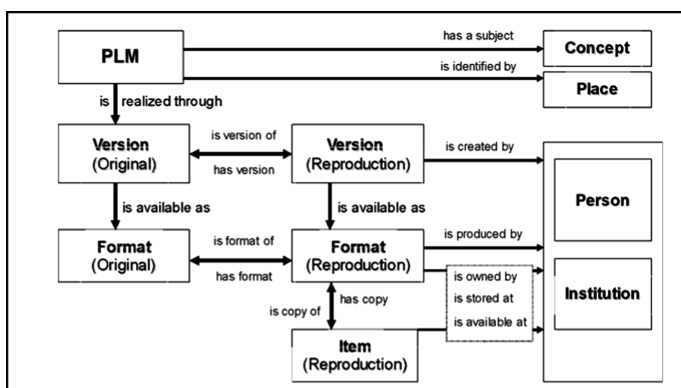 PLM
has a subject
Concept
is identified by
Place
is realized through
Version
(Original)
is version of
has version
Version
(Reproduction)
is created by
Person
is available as
is available as
Format
(Original)
is format of
has format
Format
(Reproduction)
is produced by
is owned by
is stored at
is available at
Institution
is copy of
has copy
Item
(Reproduction)